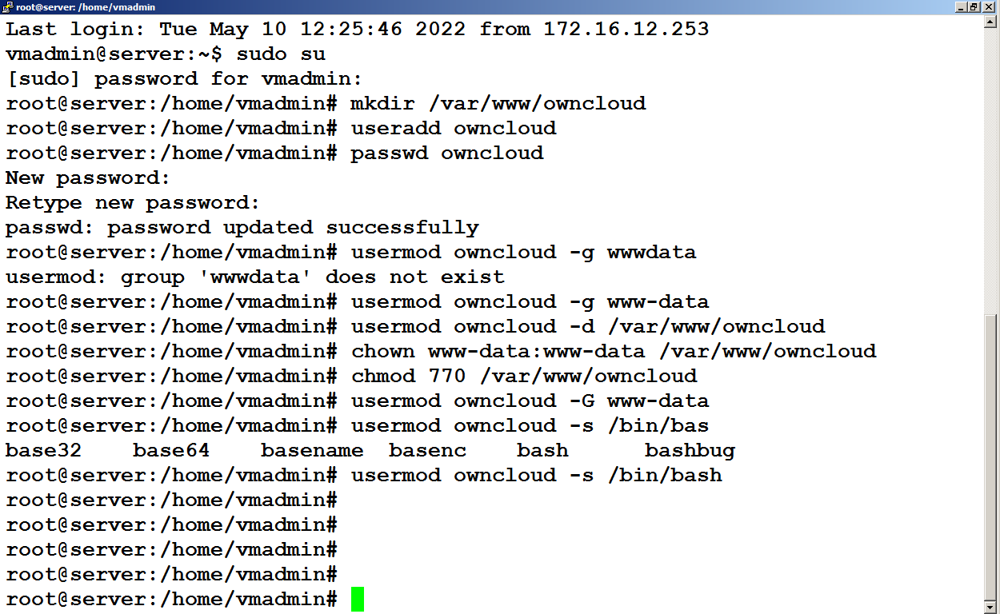 root@server: /home/vmadmin
Last login: Tue May 10 12:25:46 2022 from 172.16.12.253
vmadmin@server:~$ sudo su
[sudo] password for vmadmin:
root@server:/home/vmadmin# mkdir /var/www/owncloud
root@server:/home/vmadmin# useradd owncloud
root@server:/home/vmadmin# passwd owncloud
New password:
Retype new password:
passwd: password updated successfully
root@server:/home/vmadmin# usermod owncloud -g wwwdata
usermod: group 'wwwdata' does not exist
root@server:/home/vmadmin# usermod owncloud -g www-data
root@server:/home/vmadmin# usermod owncloud -d /var/www/owncloud
root@server:/home/vmadmin# chown www-data:www-data /var/www/owncloud
root@server:/home/vmadmin# chmod 770 /var/www/owncloud
root@server:/home/vmadmin# usermod owncloud -G www-data
root@server:/home/vmadmin# usermod owncloud -s /bin/bas
base32    base64    basename  basenc    bash      bashbug
root@server:/home/vmadmin# usermod owncloud -s /bin/bash
root@server:/home/vmadmin#
root@server:/home/vmadmin#
root@server:/home/vmadmin#
root@server:/home/vmadmin#
root@server:/home/vmadmin#